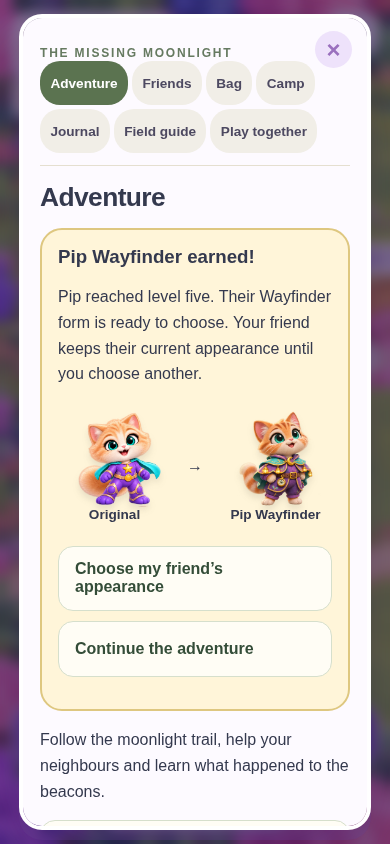 THE MISSING MOONLIGHT
×
Adventure
Friends
Bag
Camp
Journal
Field guide
Play together
Adventure
Pip Wayfinder earned!
Pip reached level five. Their Wayfinder
form is ready to choose. Your friend
keeps their current appearance until
you choose another.
→
Original
Pip Wayfinder
Choose my friend’s
appearance
Continue the adventure
Follow the moonlight trail, help your
neighbours and learn what happened to the
beacons.